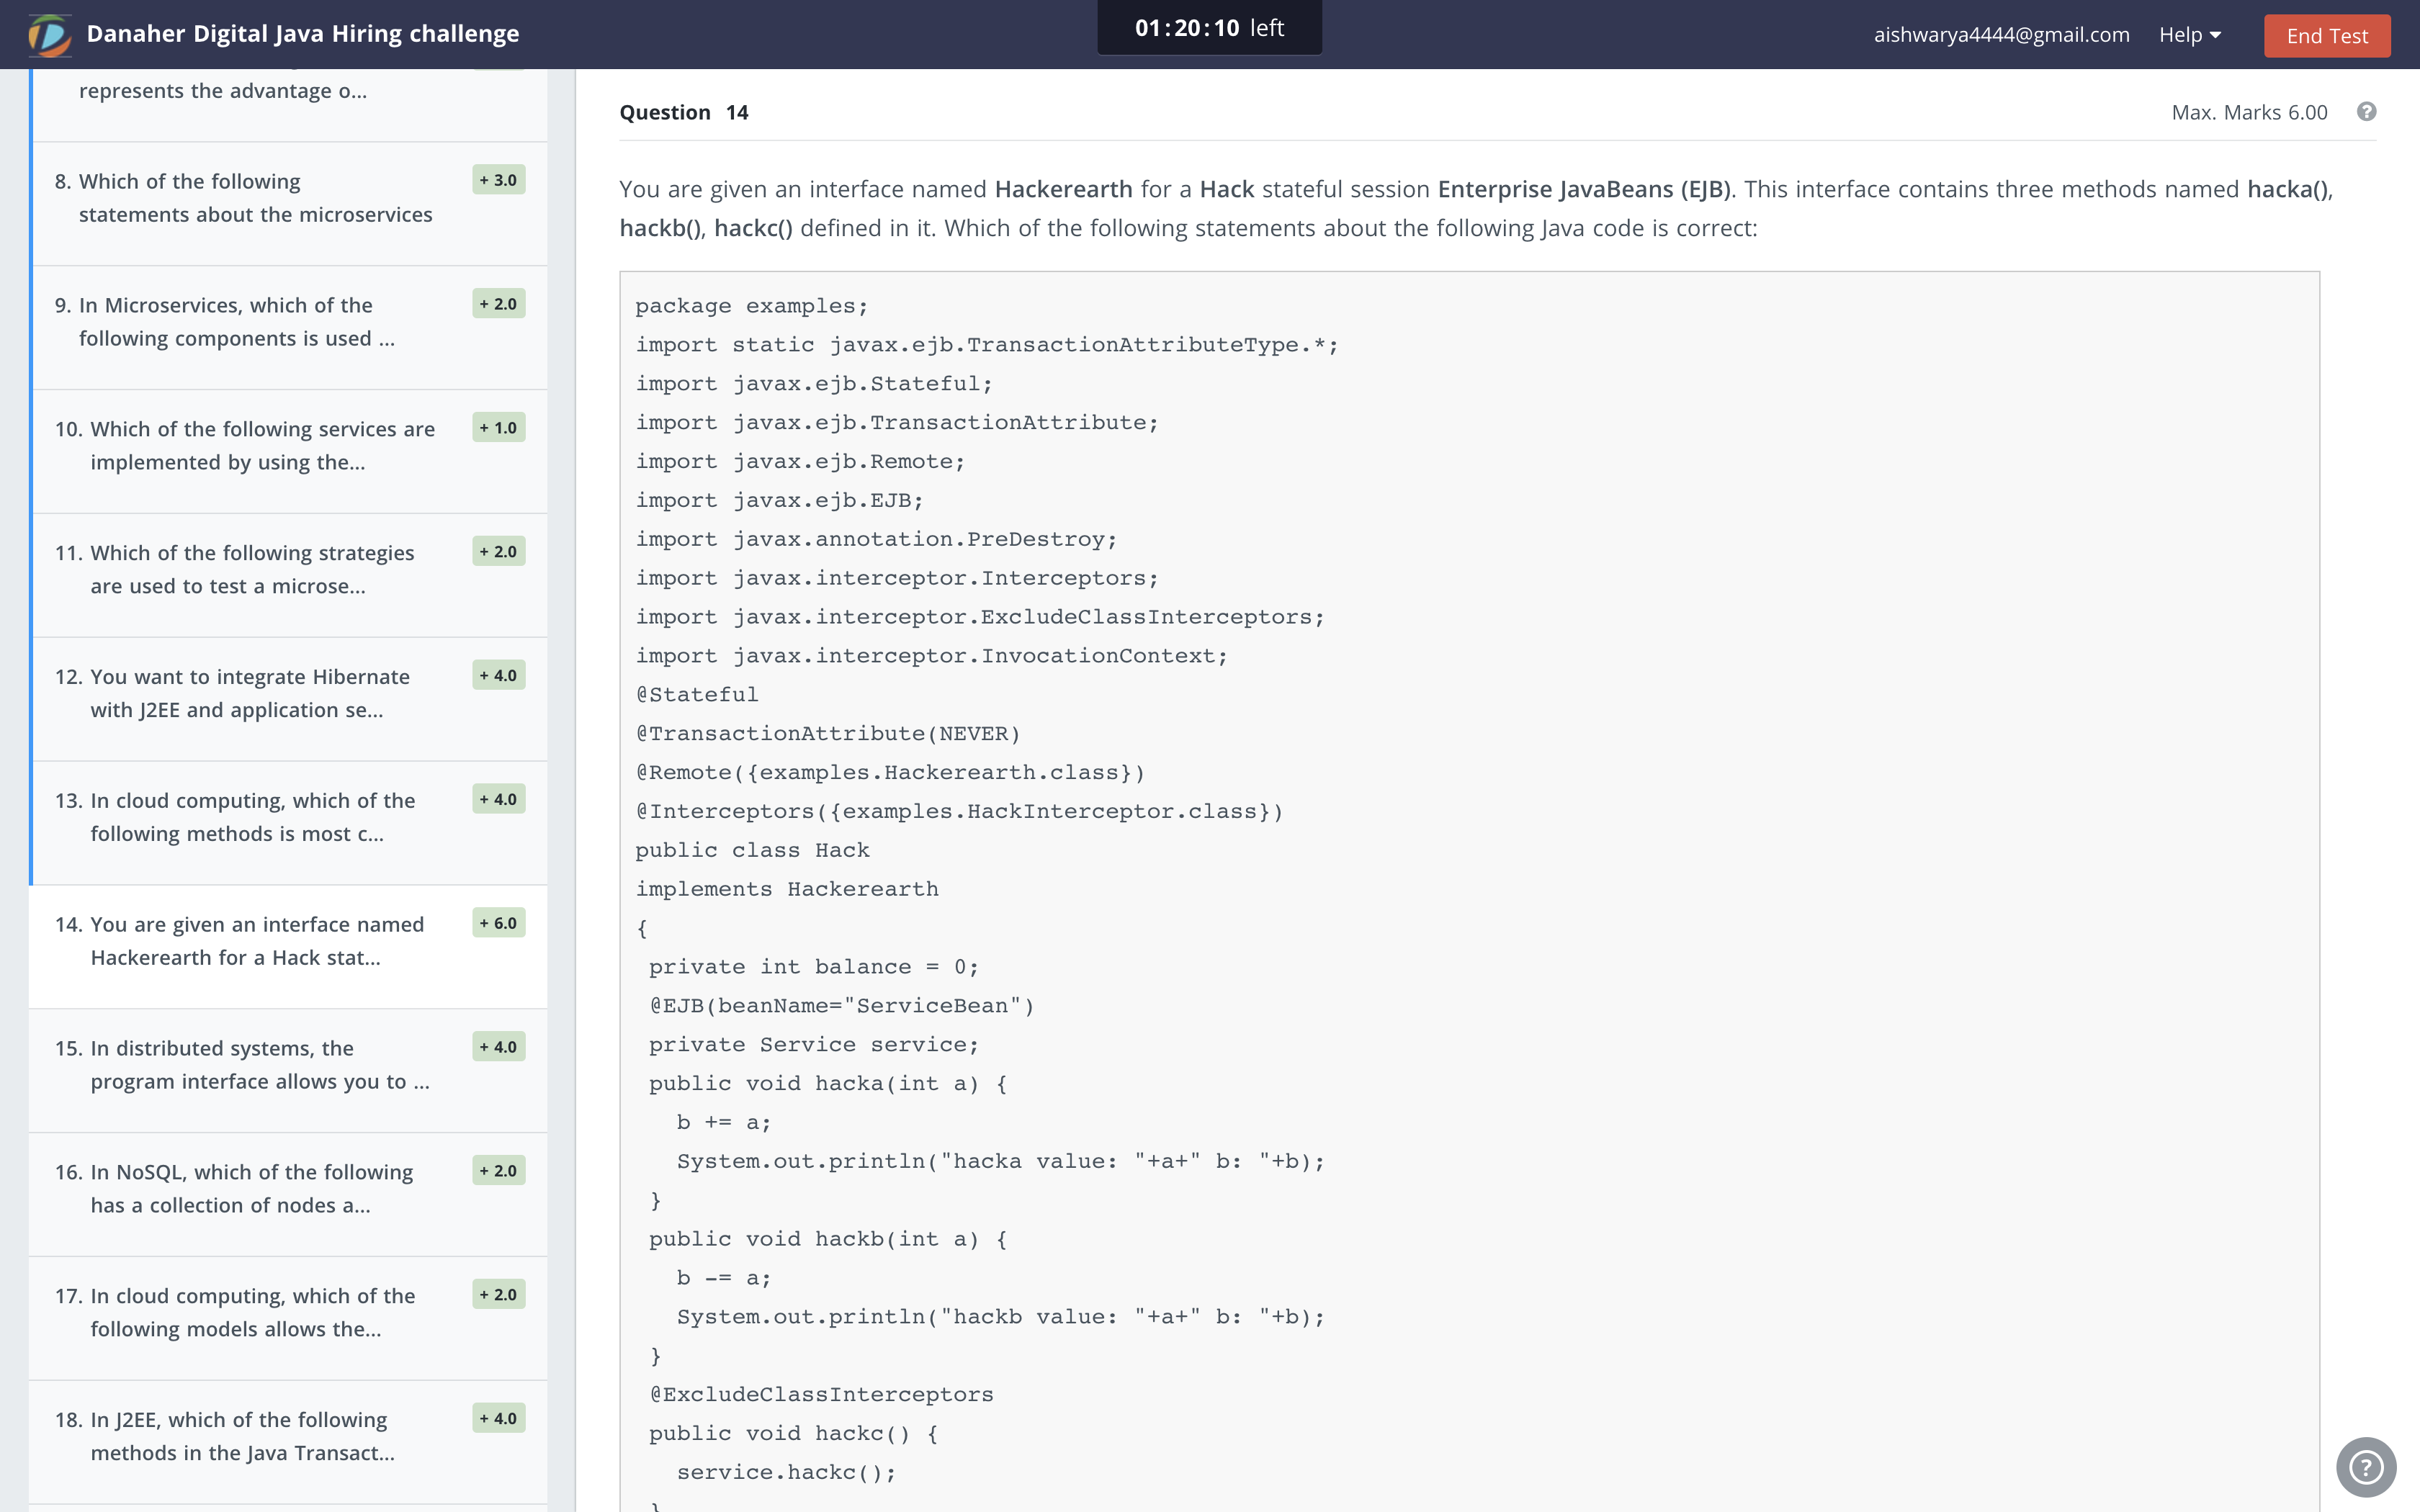 Danaher Digital Java Hiring challenge
01:20:10 left
aishwarya4444@gmail.com
Help
End Test
represents the advantage o...
8. Which of the following
statements about the microservices
+ 3.0
9. In Microservices, which of the
following components is used ...
+ 2.0
10. Which of the following services are
implemented by using the...
+ 1.0
11. Which of the following strategies
are used to test a microse...
+ 2.0
12. You want to integrate Hibernate
with J2EE and application se...
+ 4.0
13. In cloud computing, which of the
following methods is most c...
+ 4.0
14. You are given an interface named
Hackerearth for a Hack stat...
+ 6.0
15. In distributed systems, the
program interface allows you to ...
+ 4.0
16. In NoSQL, which of the following
has a collection of nodes a...
+ 2.0
17. In cloud computing, which of the
following models allows the...
+ 2.0
18. In J2EE, which of the following
methods in the Java Transact...
+ 4.0
Question 14
Max. Marks 6.00
?
You are given an interface named Hackerearth for a Hack stateful session Enterprise JavaBeans (EJB). This interface contains three methods named hacka(),
hackb(), hackc() defined in it. Which of the following statements about the following Java code is correct:
package examples;
import static javax.ejb.TransactionAttributeType.*;
import javax.ejb.Stateful;
import javax.ejb.TransactionAttribute;
import javax.ejb.Remote;
import javax.ejb.EJB;
import javax.annotation.PreDestroy;
import javax.interceptor.Interceptors;
import javax.interceptor.ExcludeClassInterceptors;
import javax.interceptor.InvocationContext;
@Stateful
@TransactionAttribute(NEVER)
@Remote({examples.Hackerearth.class})
@Interceptors({examples.HackInterceptor.class})
public class Hack
implements Hackerearth
{
private int balance = 0;
@EJB(beanName="ServiceBean")
private Service service;
public void hacka(int a) {
b += a;
System.out.println("hacka value: "+a+" b: "+b);
}
public void hackb(int a) {
b -= a;
System.out.println("hackb value: "+a+" b: "+b);
}
@ExcludeClassInterceptors
public void hackc() {
service.hackc();
}
?